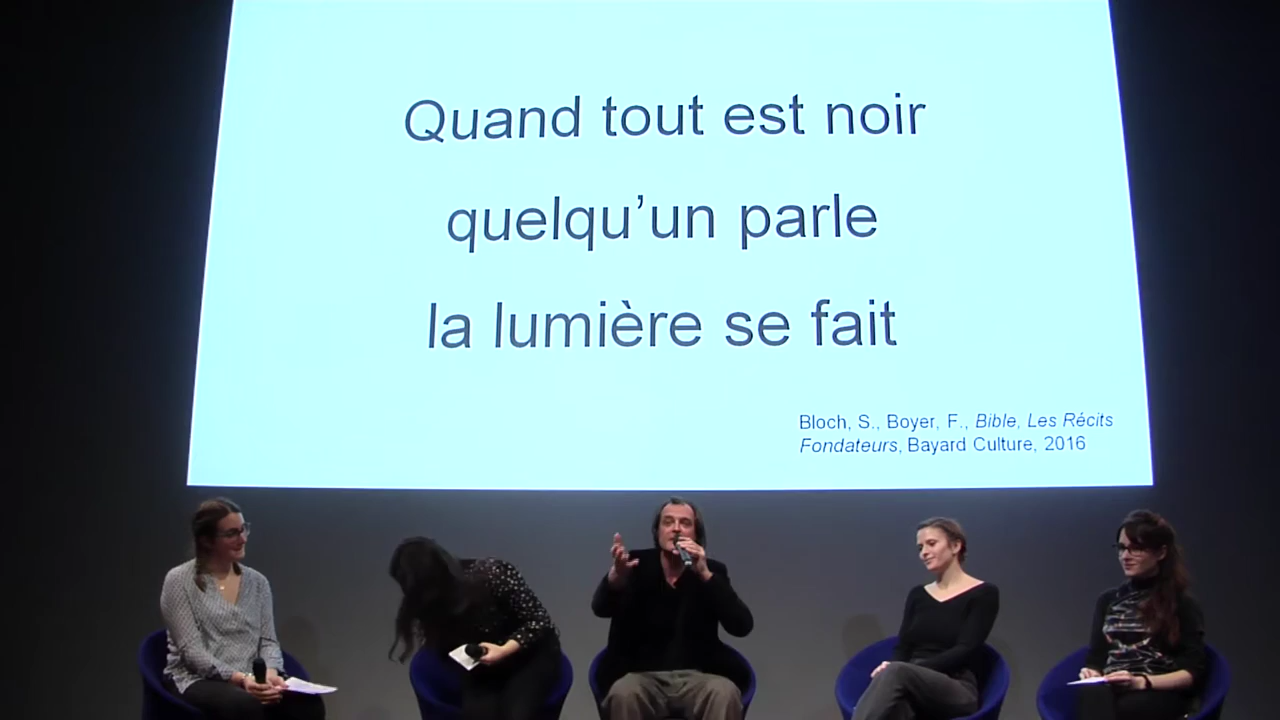 Quand tout est noir
quelqu’un parle
la lumière se fait
Bloch, S., Boyer, F., Bible, Les Récits
Fondateurs, Bayard Culture, 2016